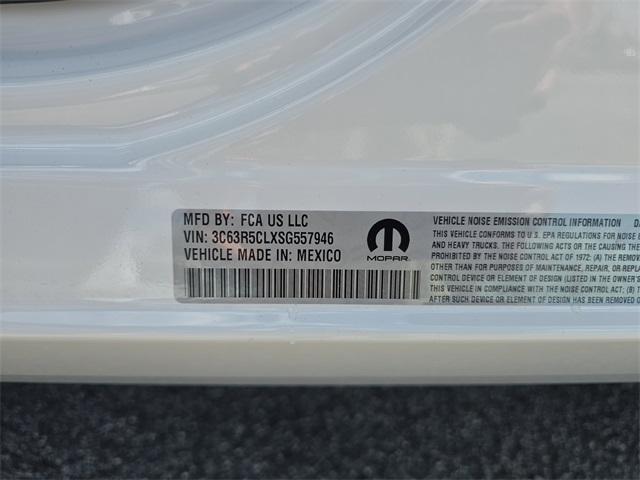 MFD BY: FCA US LLC
VIN: 3C63R5CLXSG557946
VEHICLE MADE IN: MEXICO
MOPAR
VEHICLE NOISE EMISSION CONTROL INFORMATION
THIS VEHICLE CONFORMS TO U.S. EPA REGULATIONS FOR NOISE
AND HEAVY TRUCKS. THE FOLLOWING ACTS OR THE CAUSING THE
PROHIBITED BY THE NOISE CONTROL ACT OF 1972: (A) THE REMOVAL
OTHER THAN FOR PURPOSES OF MAINTENANCE, REPAIR, OR
CONTROL DEVICE OR ELEMENT OF DESIGN (LISTED IN THE OWNER'S
THIS VEHICLE IN COMPLIANCE WITH THE NOISE CONTROL ACT; (B) T
AFTER SUCH DEVICE OR ELEMENT OF DESIGN HAS BEEN REMOVED O